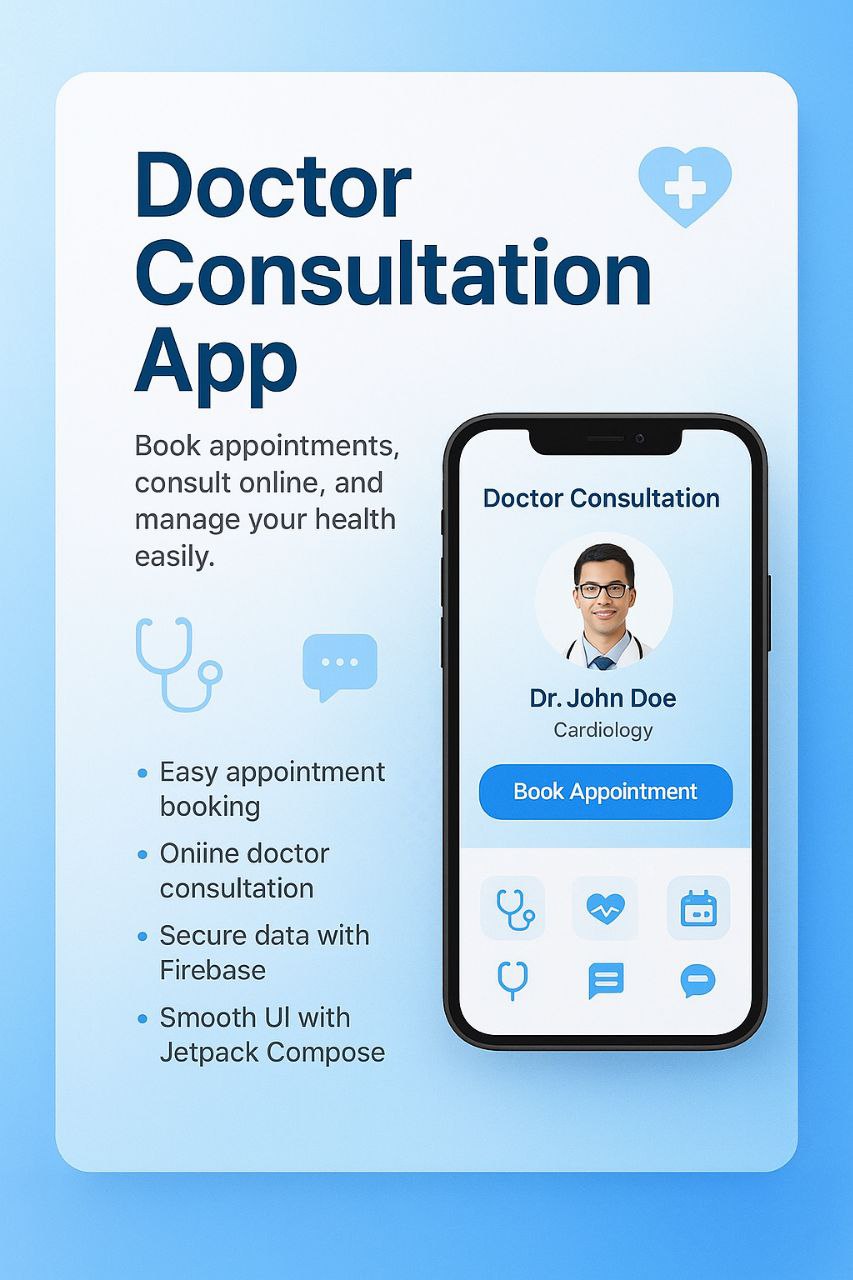 Doctor
Consultation
App
Book appointments,
consult online, and
manage your health
easily.
• Easy appointment
booking
• Oniine doctor
consultation
• Secure data with
Firebase
• Smooth UI with
Jetpack Compose
Doctor Consultation
Dr. John Doe
Cardiology
Book Appointment